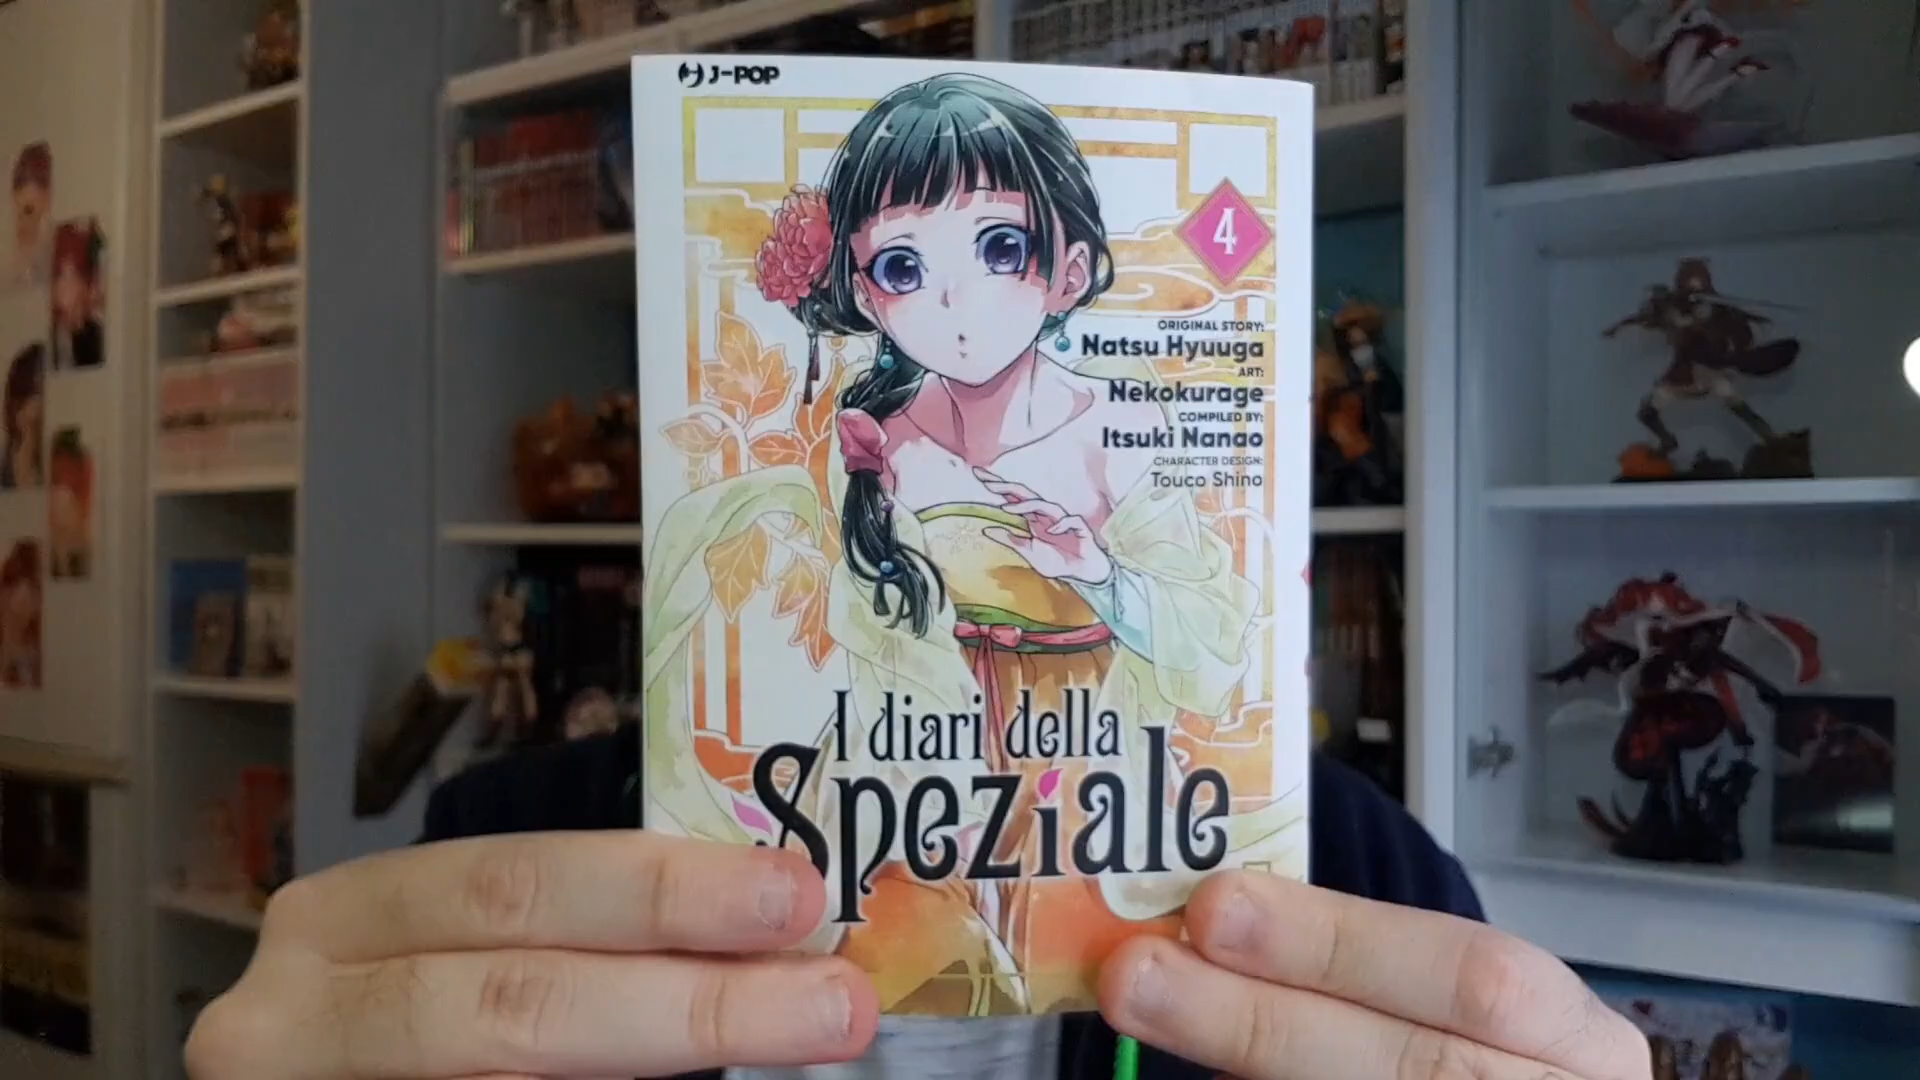 J-POP
4
ORIGINAL STORY:
Natsu Hyuuga
ART:
Nekokurage
COMPILED BY:
Itsuki Nanao
CHARACTER DESIGN:
Touco Shino
I diari della
Speziale